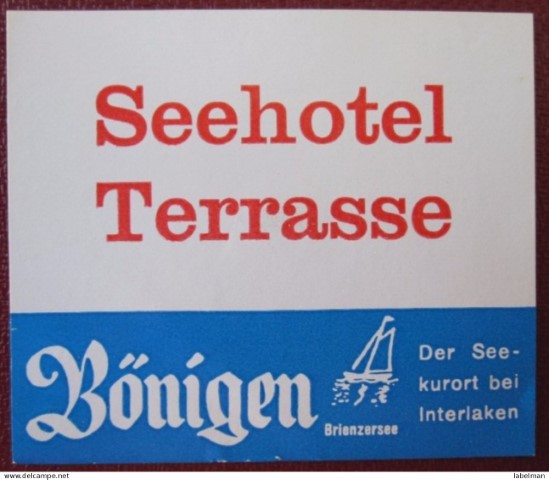 Seehotel
Terrasse
Bönigen
Brienzersee
Der See-
kurort bei
Interlaken
www.delcampe.net
labelman